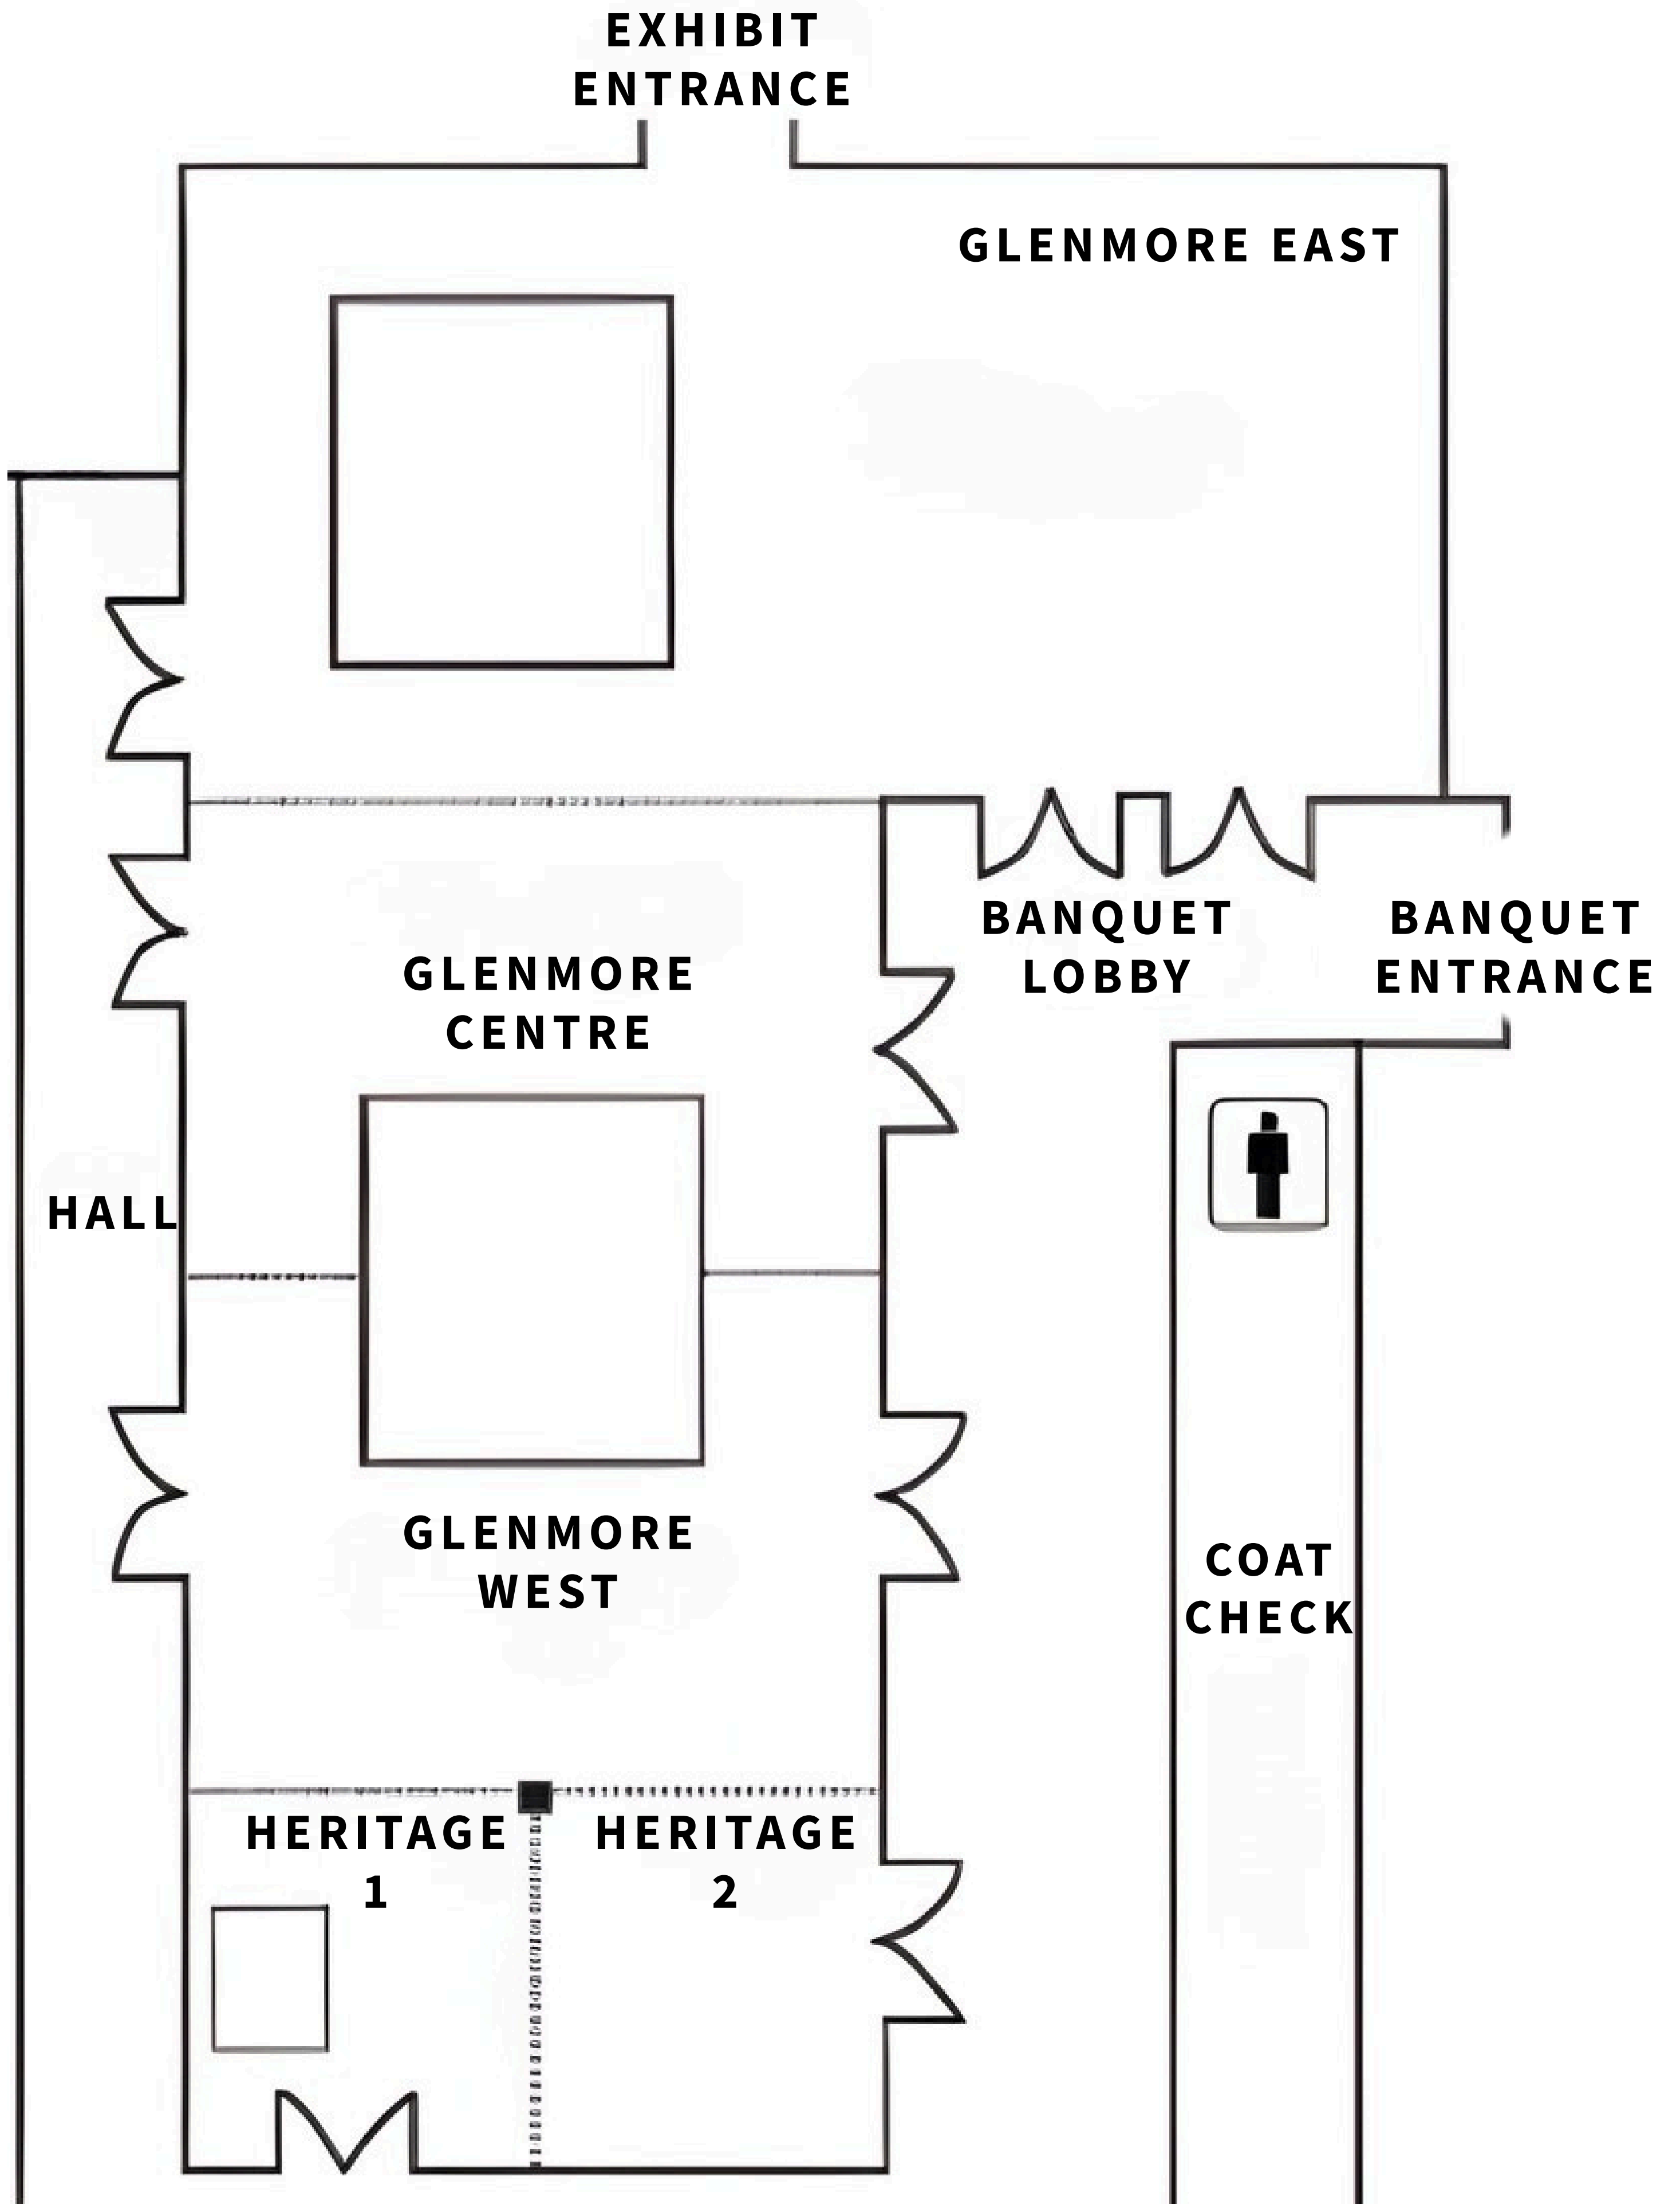 EXHIBIT
ENTRANCE
GLENMORE EAST
BANQUET
LOBBY
BANQUET
ENTRANCE
GLENMORE
CENTRE
HALL
GLENMORE
WEST
COAT
CHECK
HERITAGE
1
HERITAGE
2